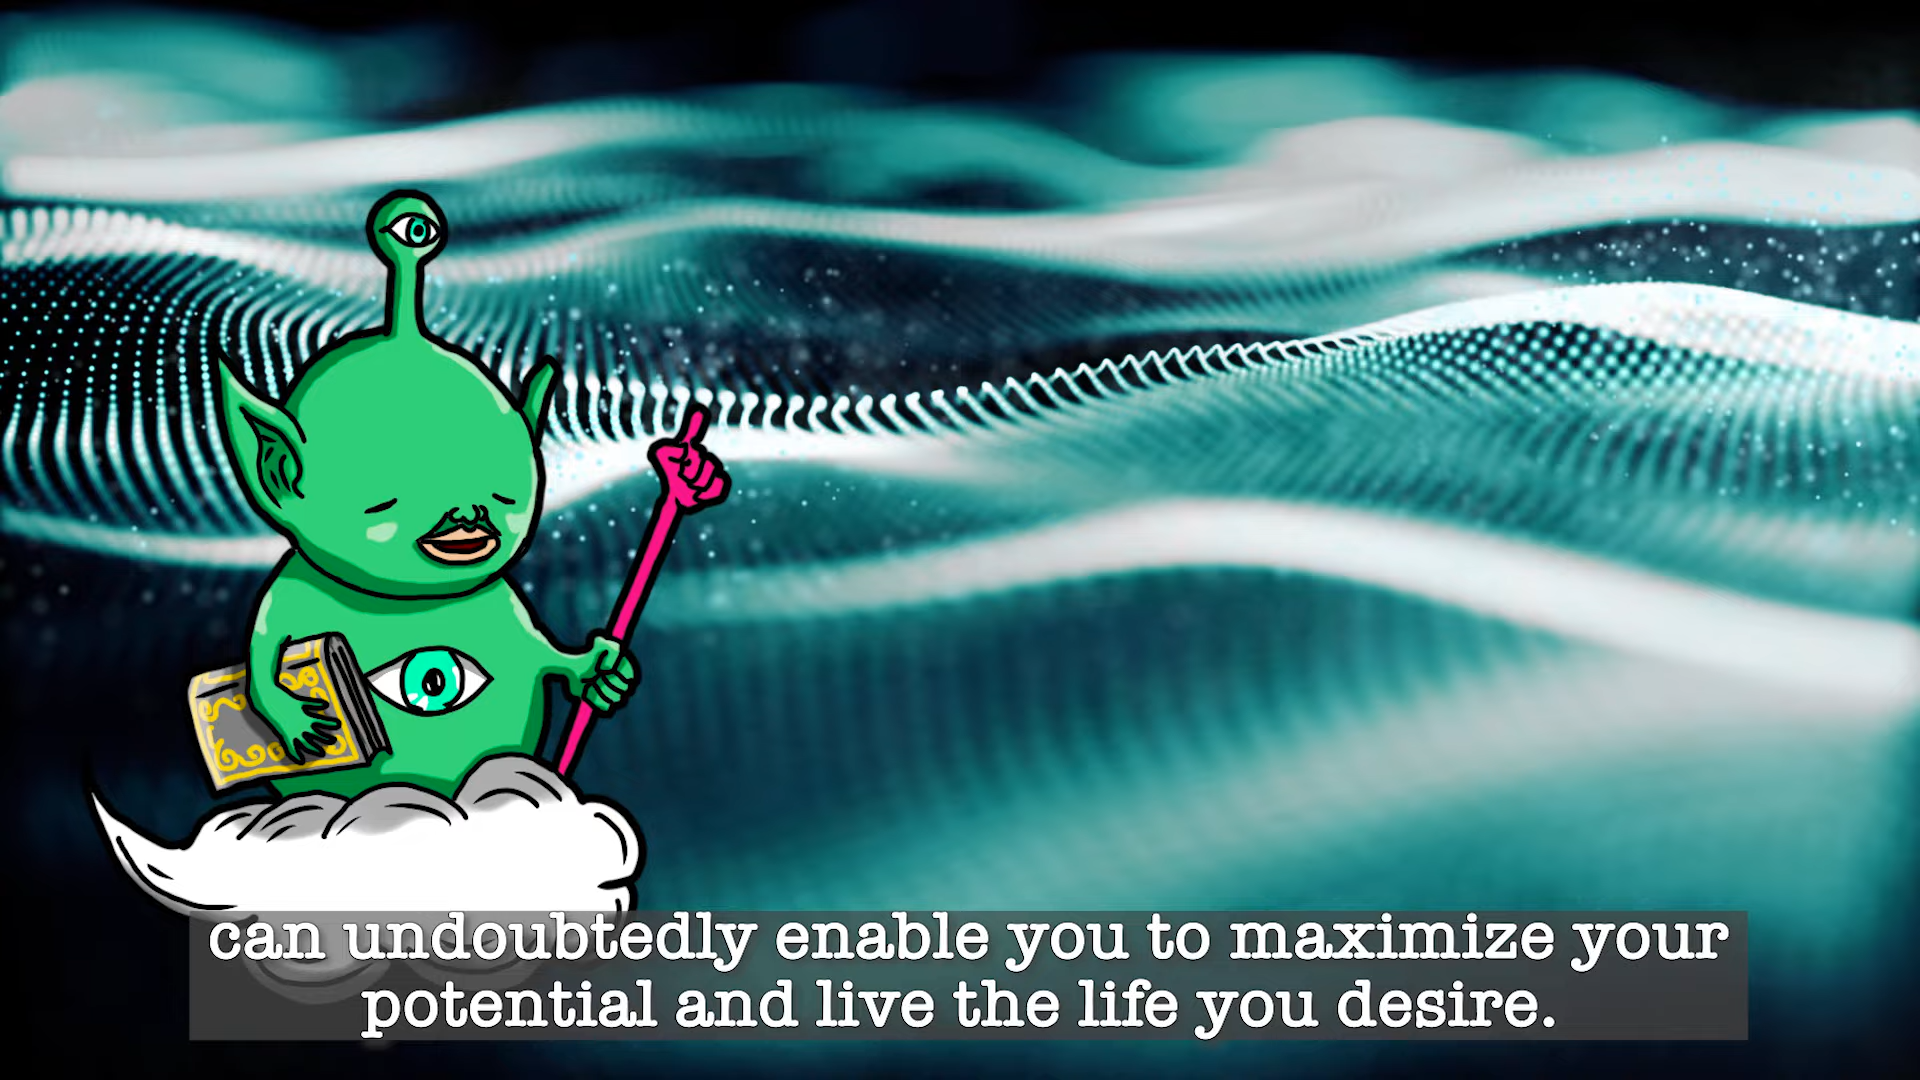 can undoubtedly enable you to maximize your
potential and live the life you desire.